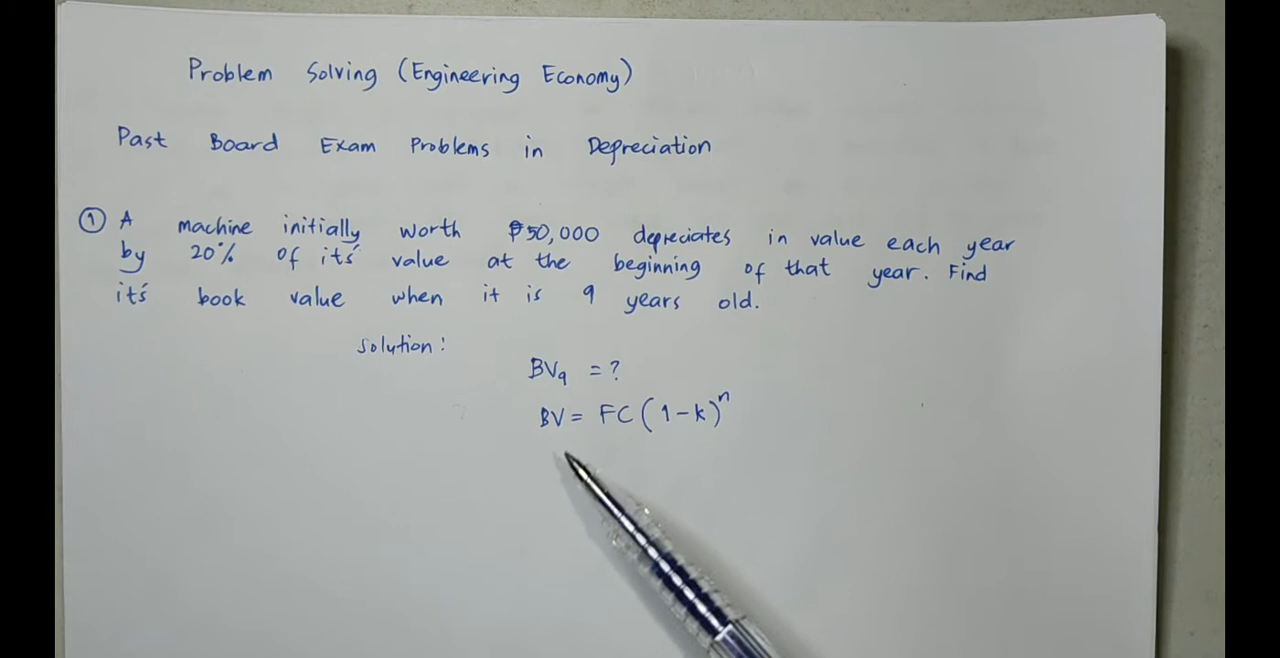 Problem Solving (Engineering Economy)
Past Board Exam Problems in Depreciation
① A machine initially worth ₱50,000 depreciates in value each year
by 20% of it's value at the beginning of that year. Find
it's book value when it is 9 years old.
Solution:
BV₉ = ?
BV = FC(1-k)ⁿ